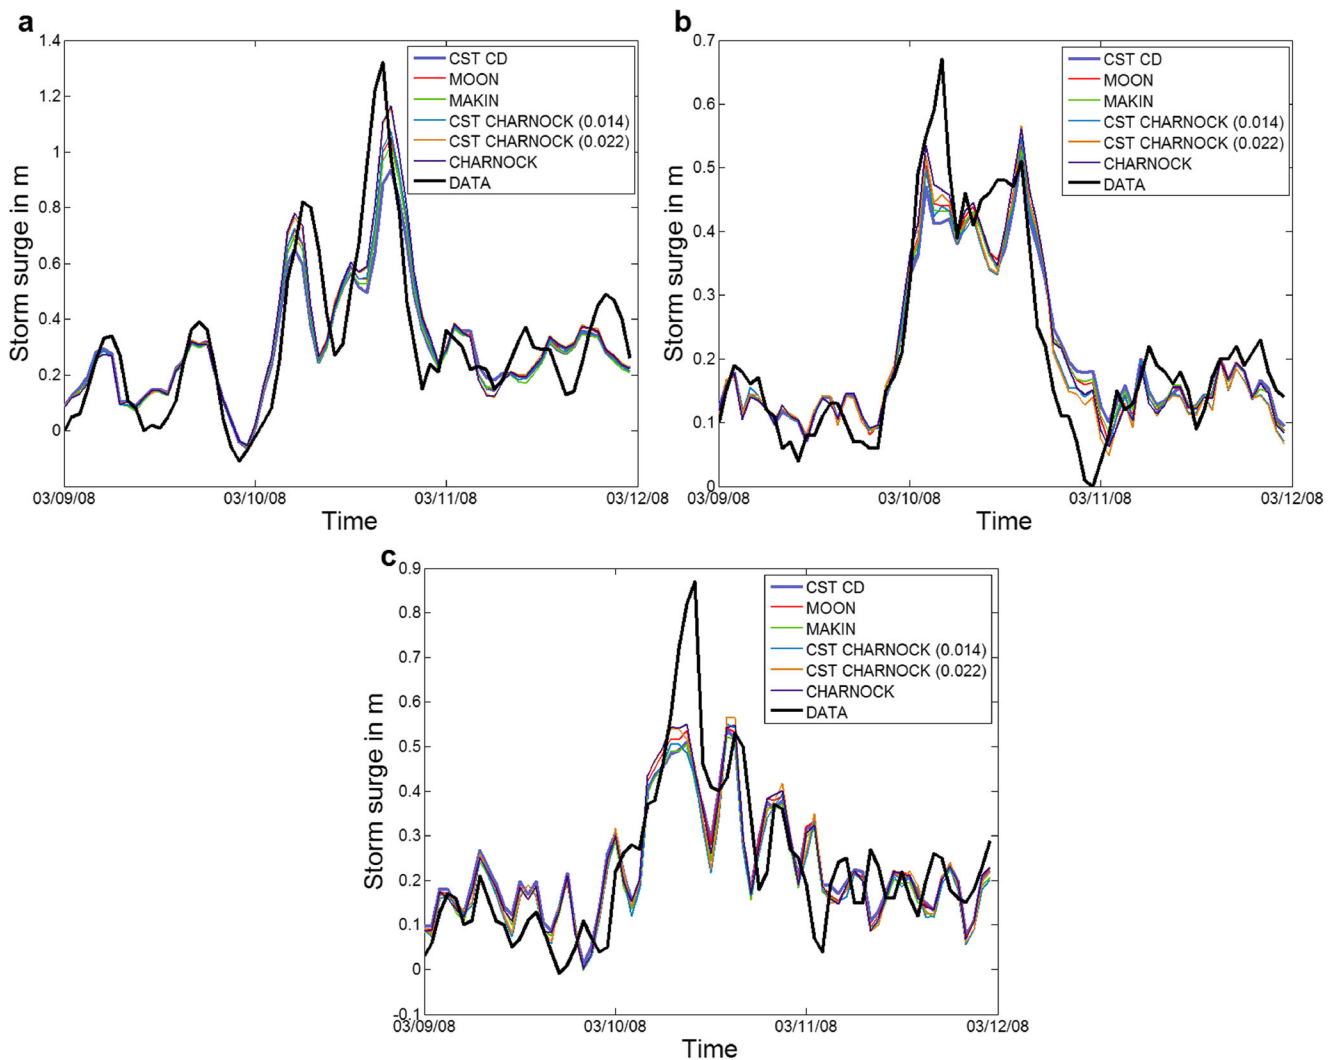 a
1.4
1.2
1
0.8
0.6
0.4
0.2
0
Storm surge in m
03/09/08
03/10/08
03/11/08
03/12/08
Time
CST CD
MOON
MAKIN
CST CHARNOCK (0.014)
CST CHARNOCK (0.022)
CHARNOCK
DATA
b
0.7
0.6
0.5
0.4
0.3
0.2
0.1
0
Storm surge in m
03/09/08
03/10/08
03/11/08
03/12/08
Time
CST CD
MOON
MAKIN
CST CHARNOCK (0.014)
CST CHARNOCK (0.022)
CHARNOCK
DATA
c
0.9
0.8
0.7
0.6
0.5
0.4
0.3
0.2
0.1
0
-0.1
Storm surge in m
03/09/08
03/10/08
03/11/08
03/12/08
Time
CST CD
MOON
MAKIN
CST CHARNOCK (0.014)
CST CHARNOCK (0.022)
CHARNOCK
DATA